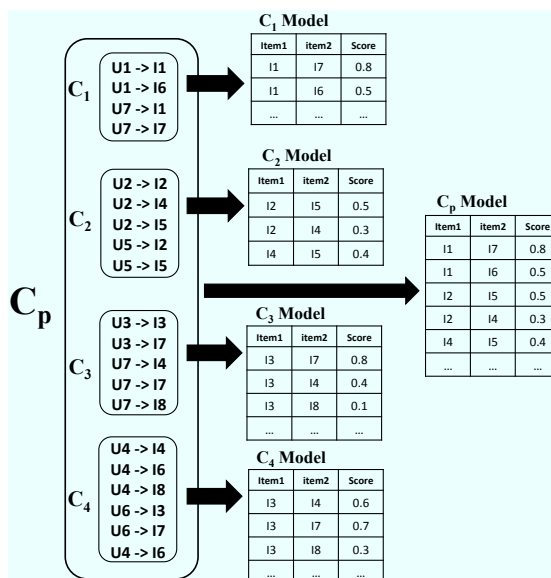 C1 Model
Item1 item2 Score
I1 I7 0.8
I1 I6 0.5
... ... ...
C1
U1 -> I1
U1 -> I6
U7 -> I1
U7 -> I7
C2 Model
Item1 item2 Score
I2 I5 0.5
I2 I4 0.3
I4 I5 0.4
C2
U2 -> I2
U2 -> I4
U2 -> I5
U5 -> I2
U5 -> I5
Cp
Cp Model
Item1 item2 Score
I1 I7 0.8
I1 I6 0.5
I2 I5 0.5
I2 I4 0.3
I4 I5 0.4
... ... ...
C3 Model
Item1 item2 Score
I3 I7 0.8
I3 I4 0.4
I3 I8 0.1
... ... ...
C3
U3 -> I3
U3 -> I7
U7 -> I4
U7 -> I7
U7 -> I8
C4 Model
Item1 item2 Score
I3 I4 0.6
I3 I7 0.7
I3 I8 0.3
... ... ...
C4
U4 -> I4
U4 -> I6
U4 -> I8
U6 -> I3
U6 -> I7
U4 -> I6